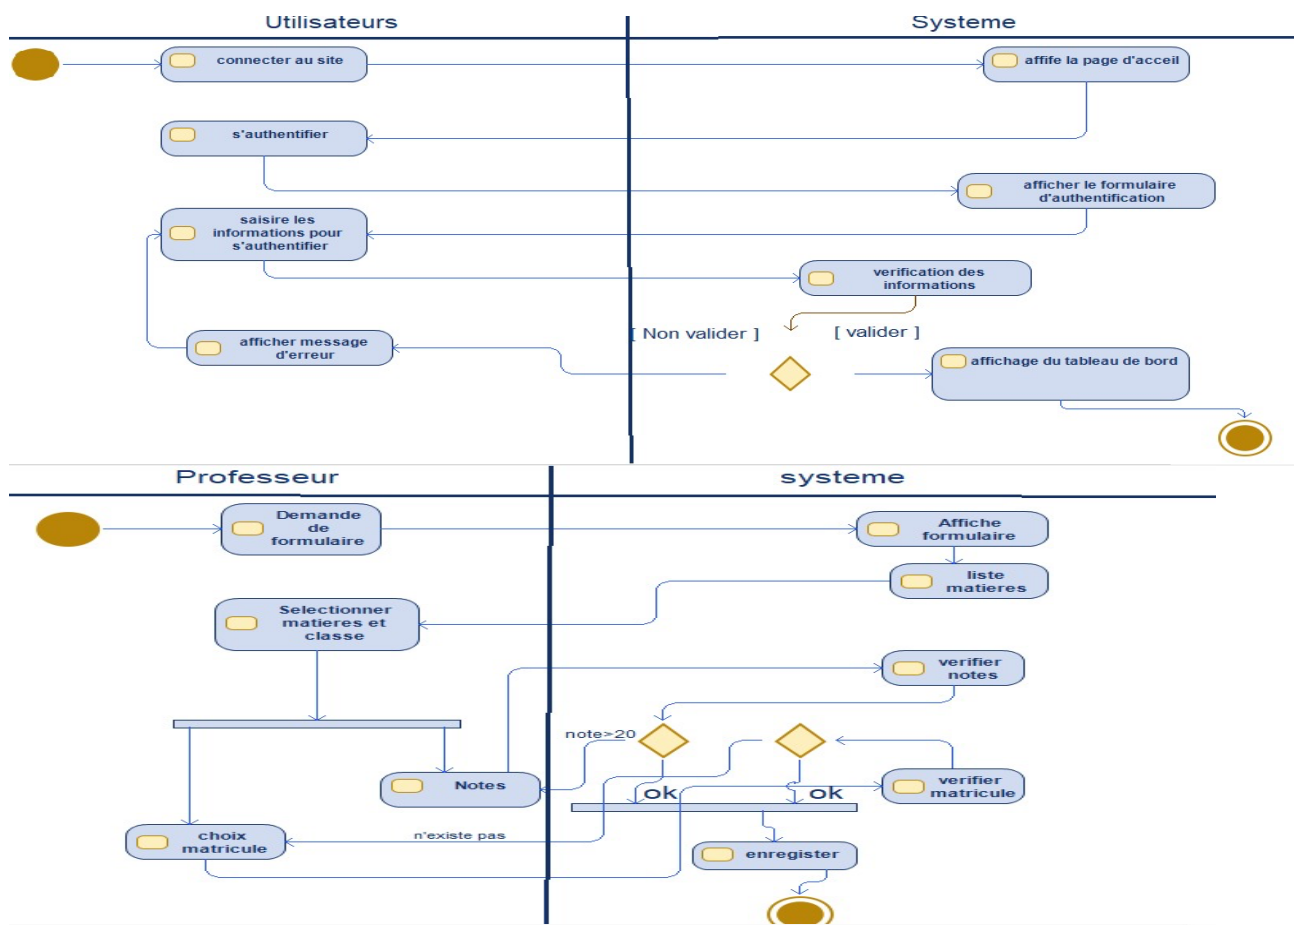 Utilisateurs
Systeme
connecter au site
affife la page d'acceil
s'authentifier
afficher le formulaire
d'authentification
saisire les
informations pour
s'authentifier
verification des
informations
[ Non valider ]
[ valider ]
afficher message
d'erreur
affichage du tableau de bord
Professeur
systeme
Demande
de
formulaire
Affiche
formulaire
liste
matieres
Selectionner
matieres et
classe
verifier
notes
note>20
Notes
verifier
matricule
ok
ok
choix
matricule
n'existe pas
enregister